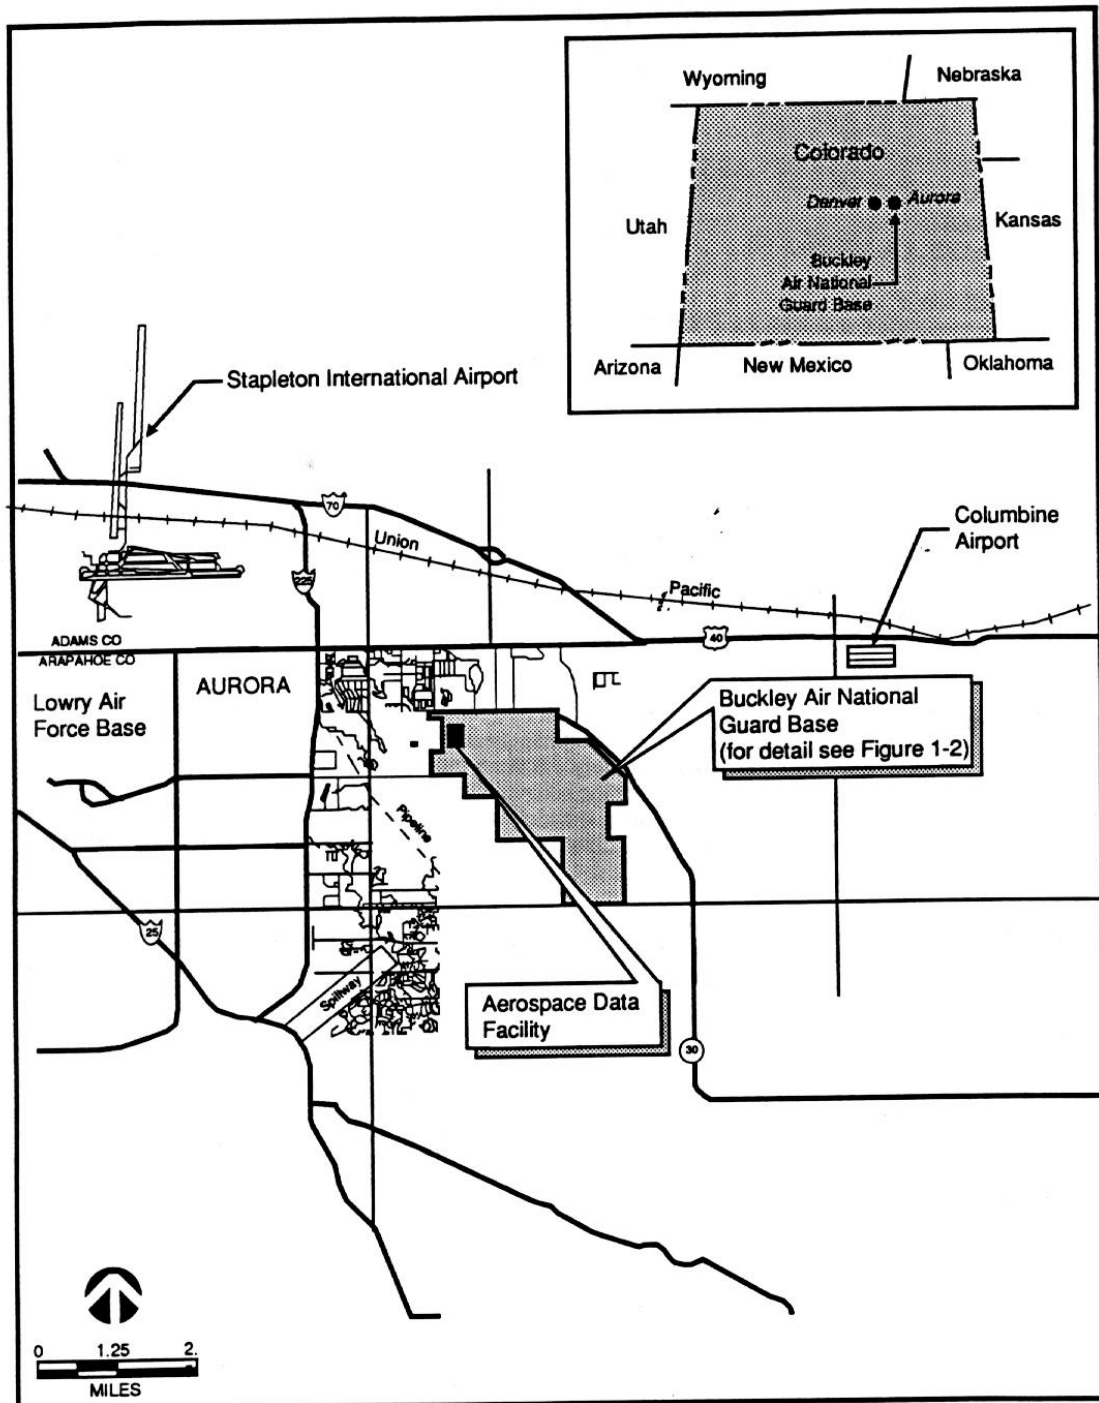 Wyoming
Nebraska
Colorado
Denver
Aurora
Utah
Kansas
Buckley
Air National
Guard Base
Arizona
New Mexico
Oklahoma
Stapleton International Airport
70
Union
Columbine
Airport
225
Pacific
40
ADAMS CO
ARAPAHOE CO
AURORA
Lowry Air
Force Base
Buckley Air National
Guard Base
(for detail see Figure 1-2)
Pipeline
25
Spillway
Aerospace Data
Facility
30
0 1.25 2.
MILES